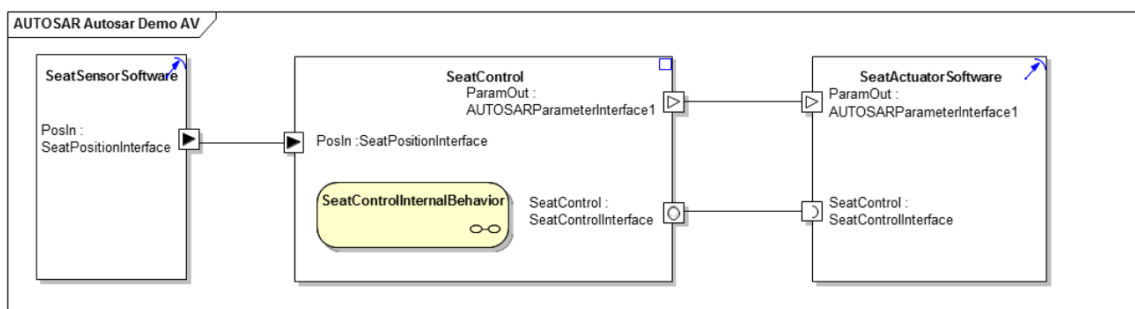 AUTOSAR Autosar Demo AV
SeatSensorSoftware
PosIn :
SeatPositionInterface
SeatControl
ParamOut :
AUTOSARParameterInterface1
PosIn :SeatPositionInterface
SeatControlInternalBehavior
SeatControl :
SeatControlInterface
SeatActuatorSoftware
ParamOut :
AUTOSARParameterInterface1
SeatControl :
SeatControlInterface